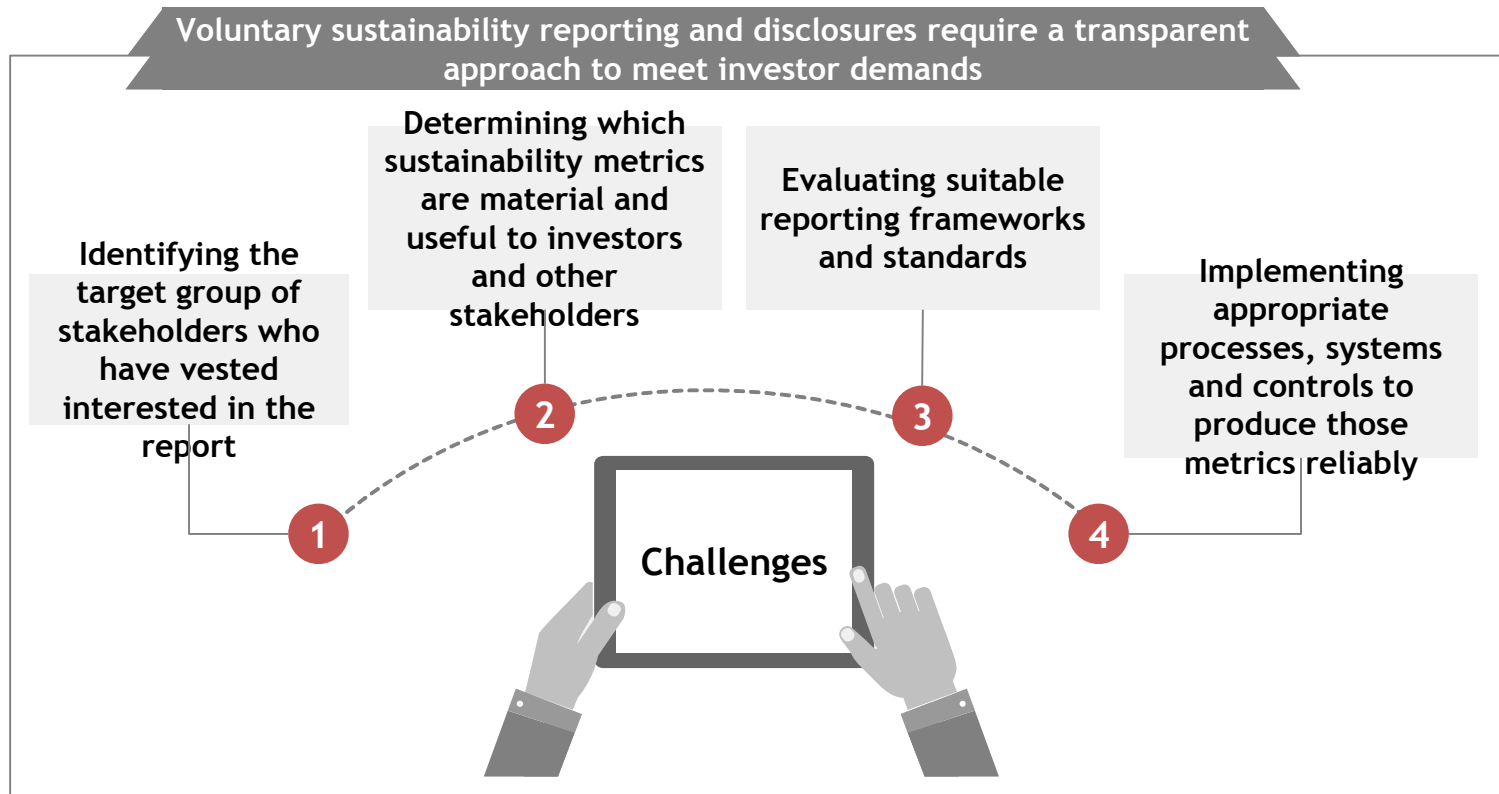 Voluntary sustainability reporting and disclosures require a transparent
approach to meet investor demands
Identifying the
target group of
stakeholders who
have vested
interested in the
report
1
Determining which
sustainability metrics
are material and
useful to investors
and other
stakeholders
2
Evaluating suitable
reporting frameworks
and standards
3
Implementing
appropriate
processes, systems
and controls to
produce those
metrics reliably
4
Challenges